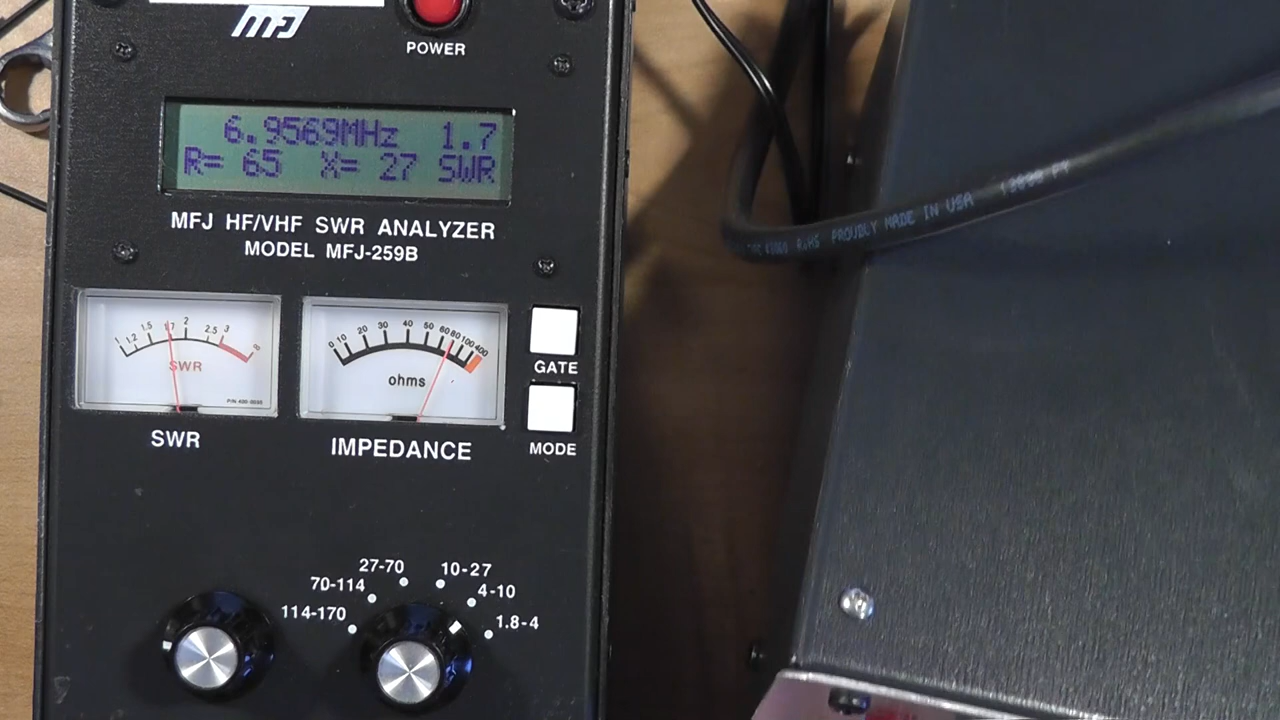 MFJ
POWER
6.9569MHz 1.7
R= 65 X= 27 SWR
MFJ HF/VHF SWR ANALYZER
MODEL MFJ-259B
1 1.2 1.5 1.7 2 2.5 3 8
SWR
0 10 20 30 40 50 60 80 100 400
ohms
GATE
MODE
SWR
IMPEDANCE
27-70
10-27
70-114
4-10
114-170
1.8-4
PROUDLY MADE IN USA